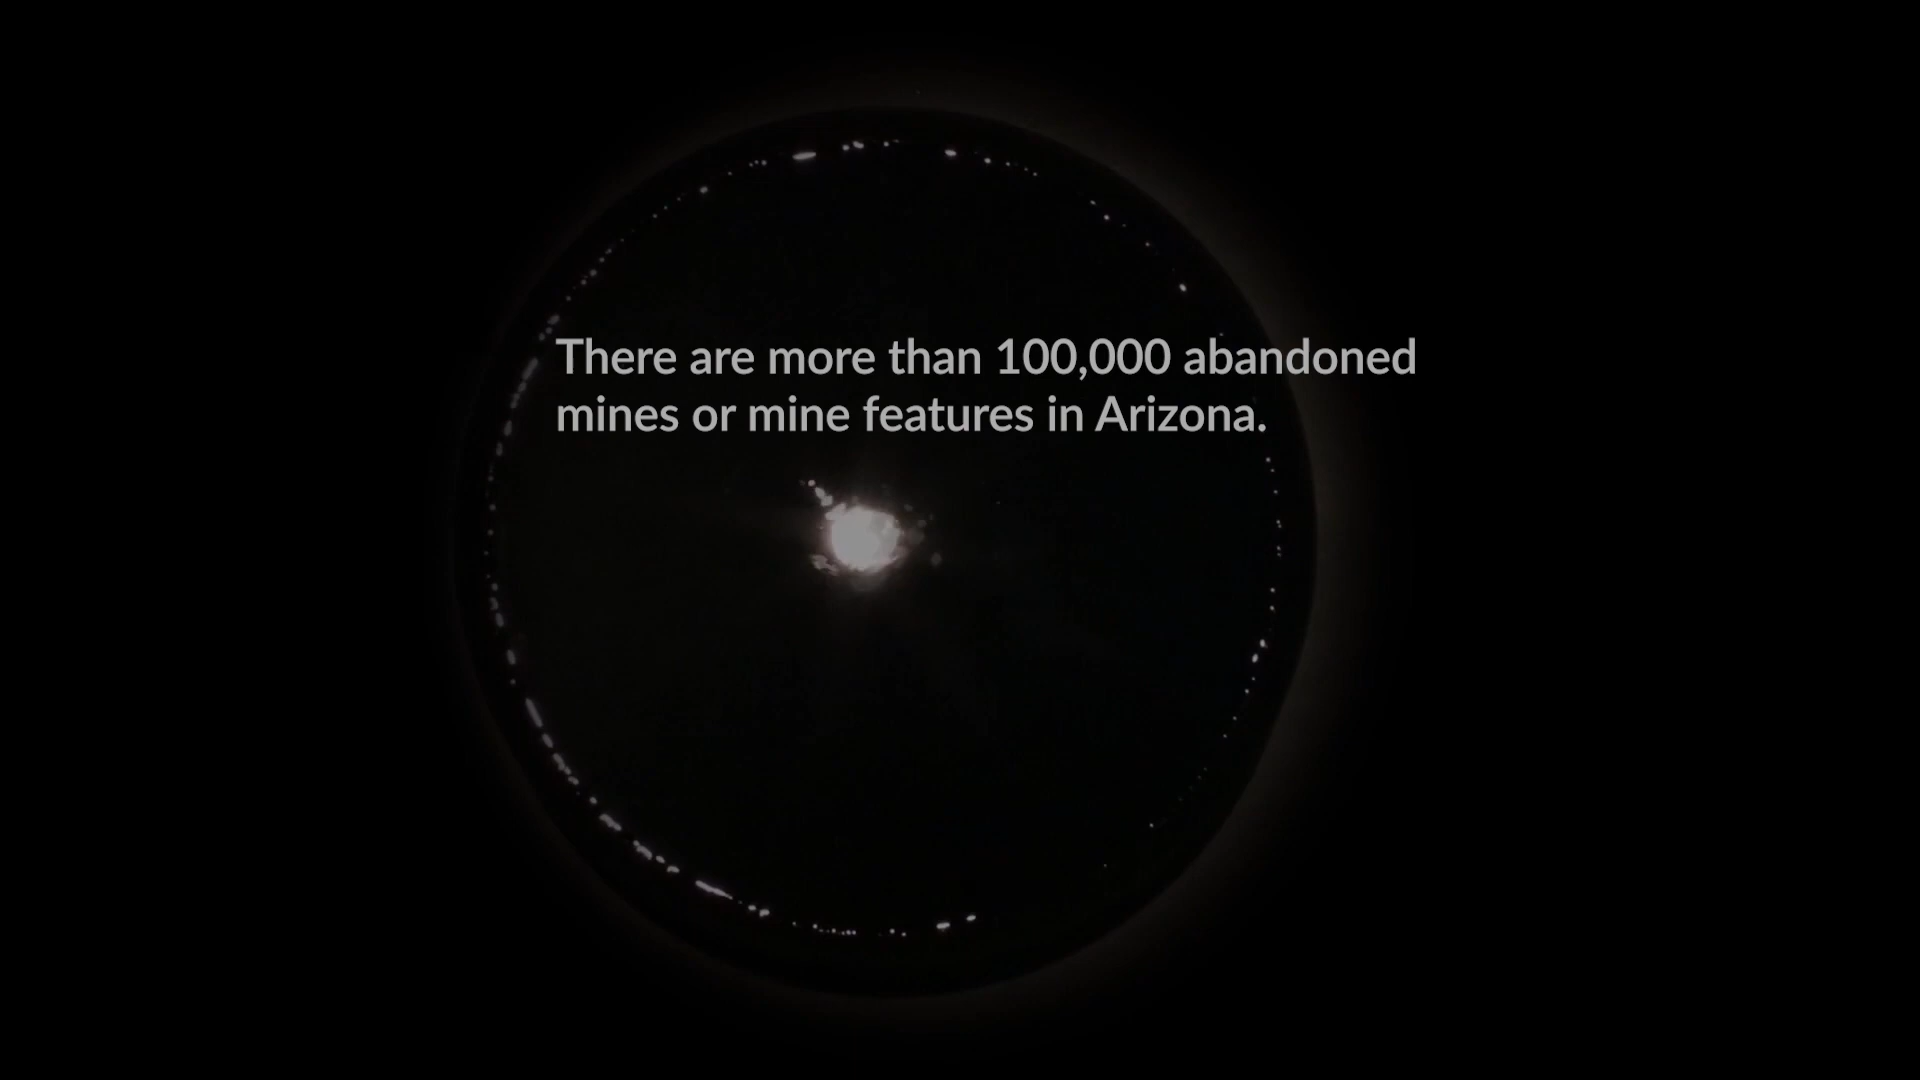 There are more than 100,000 abandoned
mines or mine features in Arizona.